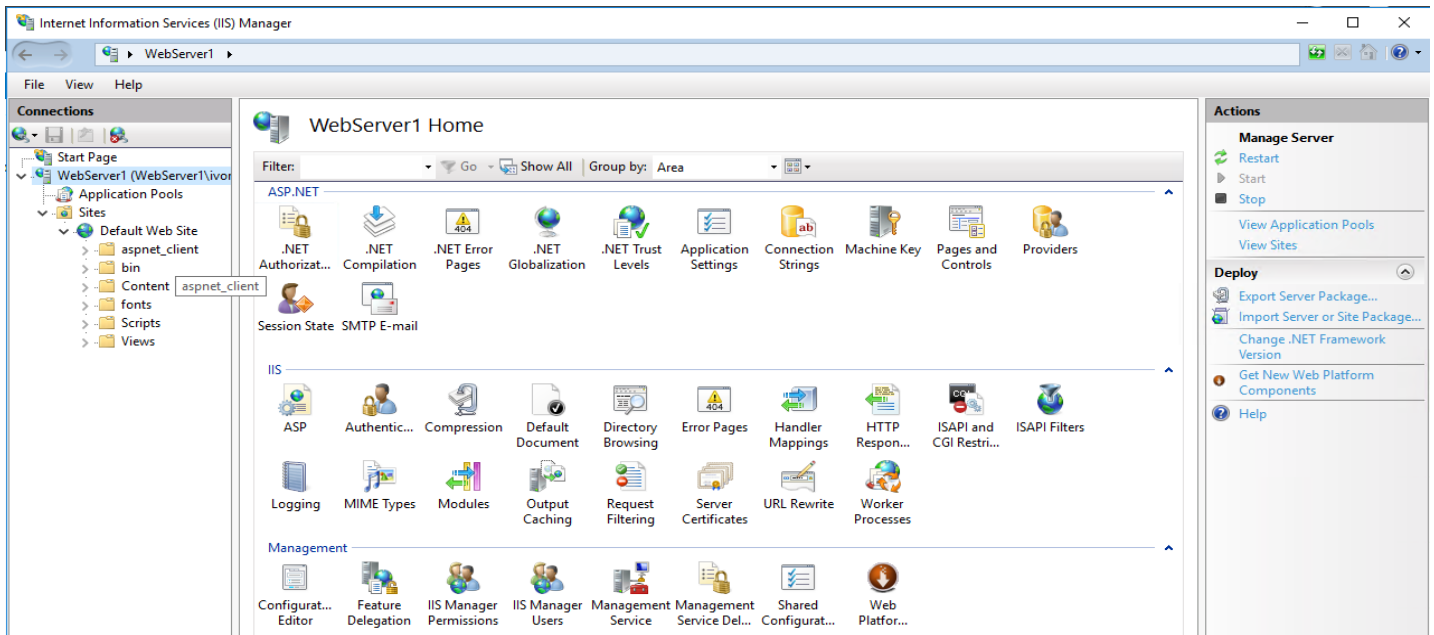 Internet Information Services (IIS) Manager
WebServer1
File View Help
Connections
Start Page
WebServer1 (WebServer1\ivor
Application Pools
Sites
Default Web Site
aspnet_client
bin
Content
aspnet_client
fonts
Scripts
Views
WebServer1 Home
Filter: Go Show All Group by: Area
ASP.NET
.NET Authorizat...
.NET Compilation
.NET Error Pages
.NET Globalization
.NET Trust Levels
Application Settings
Connection Strings
Machine Key
Pages and Controls
Providers
Session State
SMTP E-mail
IIS
ASP
Authentic...
Compression
Default Document
Directory Browsing
Error Pages
Handler Mappings
HTTP Respon...
ISAPI and CGI Restri...
ISAPI Filters
Logging
MIME Types
Modules
Output Caching
Request Filtering
Server Certificates
URL Rewrite
Worker Processes
Management
Configurat... Editor
Feature Delegation
IIS Manager Permissions
IIS Manager Users
Management Service
Management Service Del...
Shared Configurat...
Web Platfor...
Actions
Manage Server
Restart
Start
Stop
View Application Pools
View Sites
Deploy
Export Server Package...
Import Server or Site Package...
Change .NET Framework
Version
Get New Web Platform
Components
Help